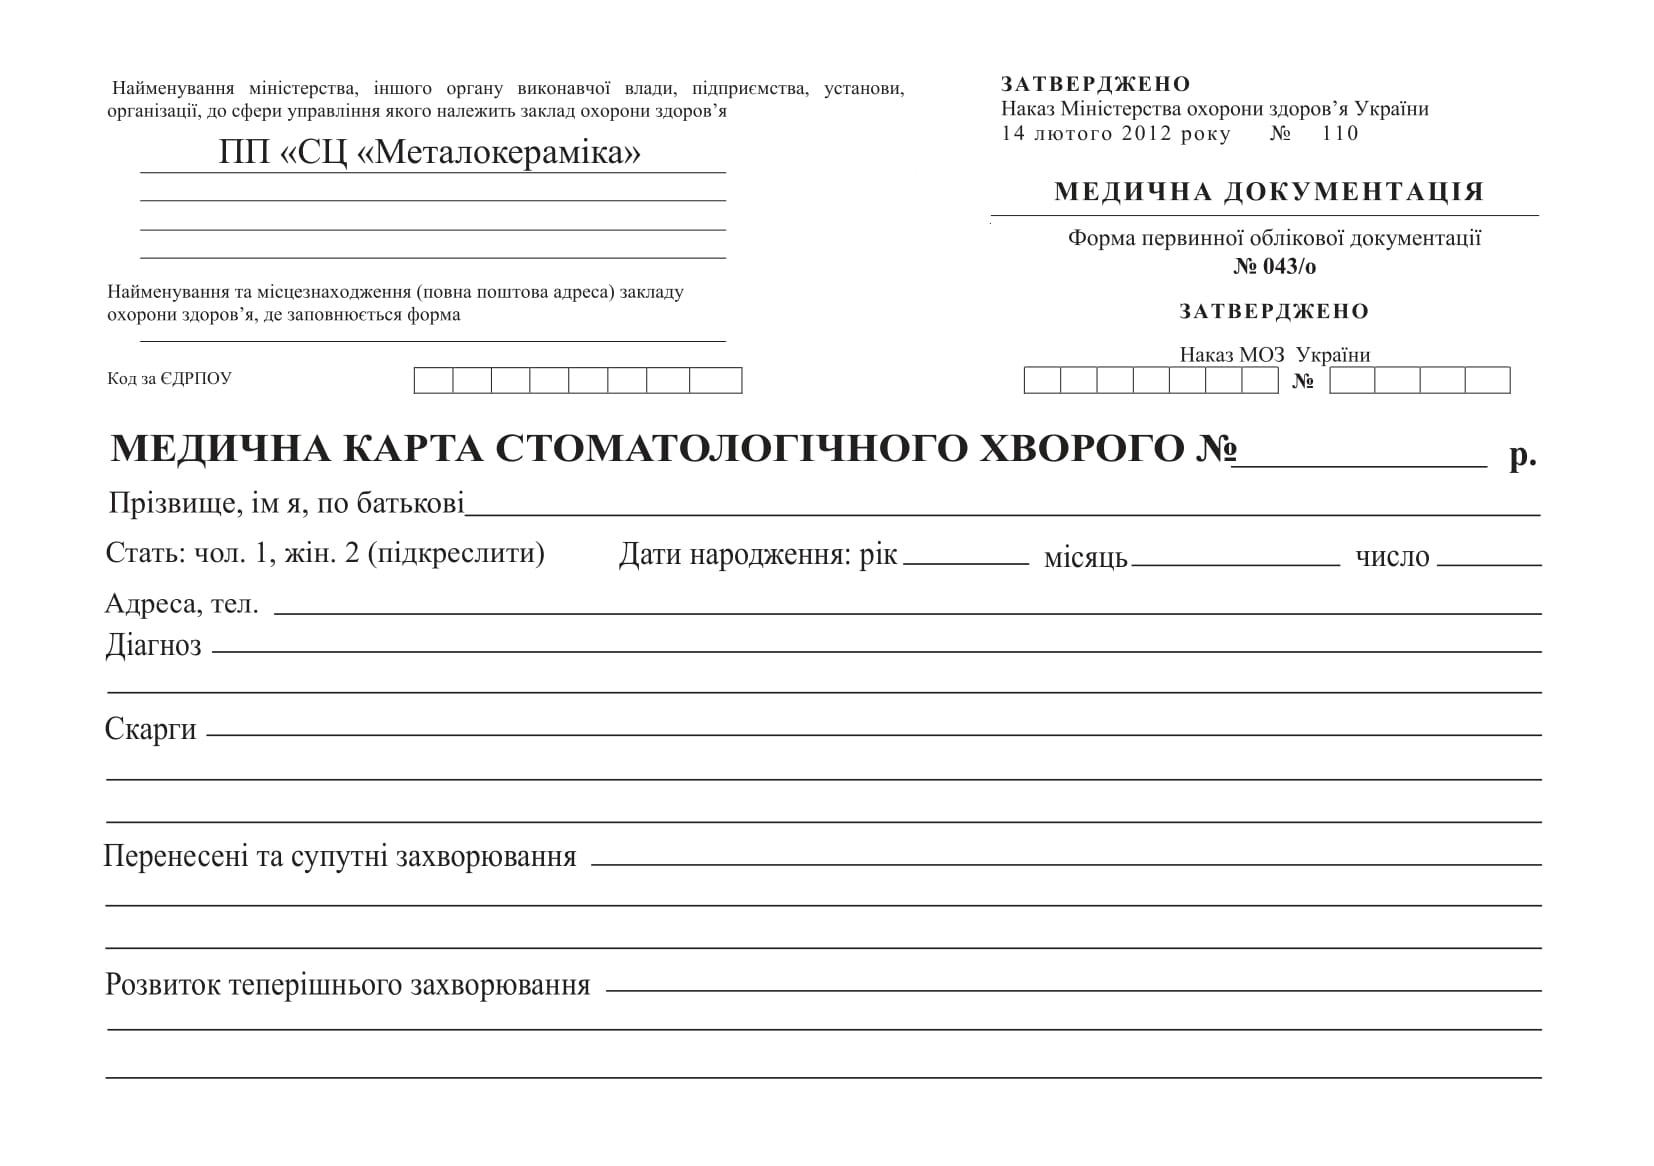 Найменування міністерства, іншого органу виконавчої влади, підприємства, установи,
організації, до сфери управління якого належить заклад охорони здоров’я
ПП «СЦ «Металокераміка»
Найменування та місцезнаходження (повна поштова адреса) закладу
охорони здоров’я, де заповнюється форма
Код за ЄДРПОУ
ЗАТВЕРДЖЕНО
Наказ Міністерства охорони здоров’я України
14 лютого 2012 року № 110
МЕДИЧНА ДОКУМЕНТАЦІЯ
Форма первинної облікової документації
№ 043/о
ЗАТВЕРДЖЕНО
Наказ МОЗ України
№
МЕДИЧНА КАРТА СТОМАТОЛОГІЧНОГО ХВОРОГО № р.
Прізвище, ім я, по батькові
Стать: чол. 1, жін. 2 (підкреслити) Дати народження: рік місяць число
Адреса, тел.
Діагноз
Скарги
Перенесені та супутні захворювання
Розвиток теперішнього захворювання